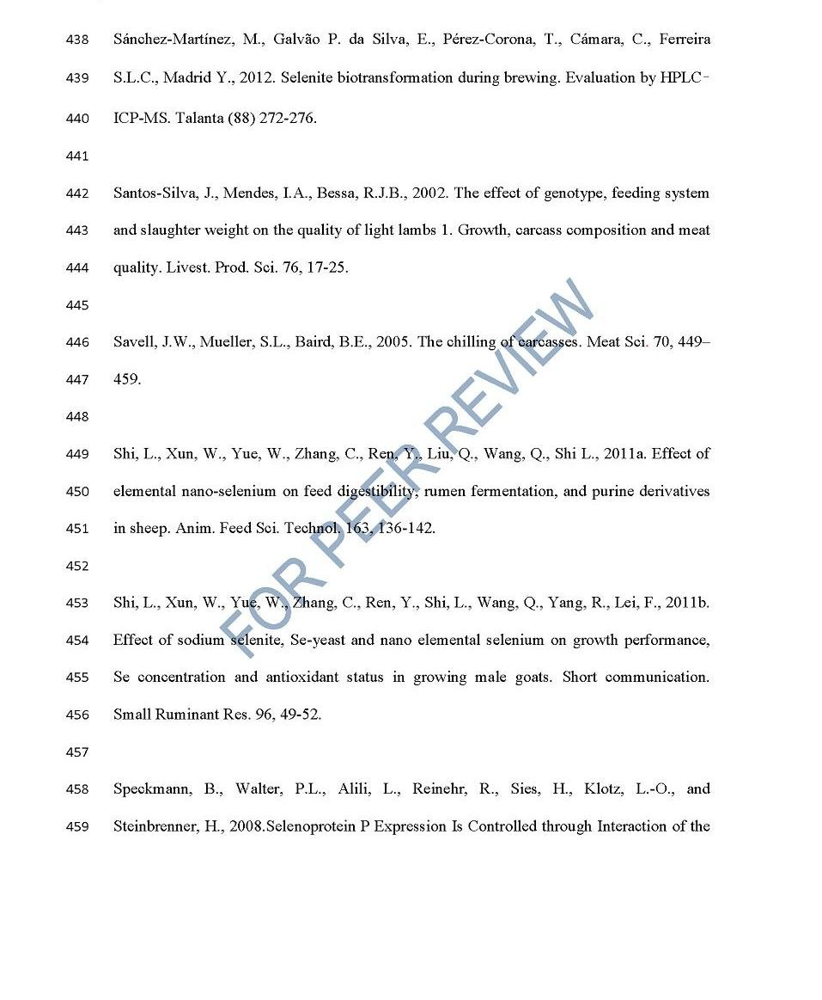 438 Sánchez-Martínez, M., Galvão P. da Silva, E., Pérez-Corona, T., Cámara, C., Ferreira
439 S.L.C., Madrid Y., 2012. Selenite biotransformation during brewing. Evaluation by HPLC-
440 ICP-MS. Talanta (88) 272-276.
441
442 Santos-Silva, J., Mendes, I.A., Bessa, R.J.B., 2002. The effect of genotype, feeding system
443 and slaughter weight on the quality of light lambs 1. Growth, carcass composition and meat
444 quality. Livest. Prod. Sci. 76, 17-25.
445
446 Savell, J.W., Mueller, S.L., Baird, B.E., 2005. The chilling of carcasses. Meat Sci. 70, 449–
447 459.
448
449 Shi, L., Xun, W., Yue, W., Zhang, C., Ren, Y., Liu, Q., Wang, Q., Shi L., 2011a. Effect of
450 elemental nano-selenium on feed digestibility, rumen fermentation, and purine derivatives
451 in sheep. Anim. Feed Sci. Technol. 163, 136-142.
452
453 Shi, L., Xun, W., Yue, W., Zhang, C., Ren, Y., Shi, L., Wang, Q., Yang, R., Lei, F., 2011b.
454 Effect of sodium selenite, Se-yeast and nano elemental selenium on growth performance,
455 Se concentration and antioxidant status in growing male goats. Short communication.
456 Small Ruminant Res. 96, 49-52.
457
458 Speckmann, B., Walter, P.L., Alili, L., Reinehr, R., Sies, H., Klotz, L.-O., and
459 Steinbrenner, H., 2008.Selenoprotein P Expression Is Controlled through Interaction of the
FOR PEER REVIEW